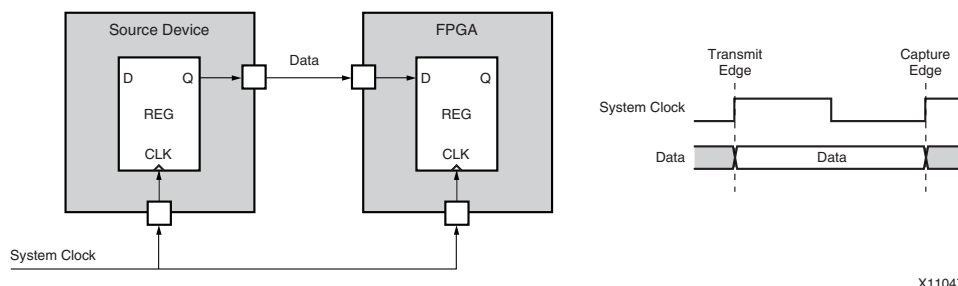 Source Device
D Q
REG
CLK
Data
FPGA
D Q
REG
CLK
System Clock
Transmit
Edge
Capture
Edge
System Clock
Data
Data